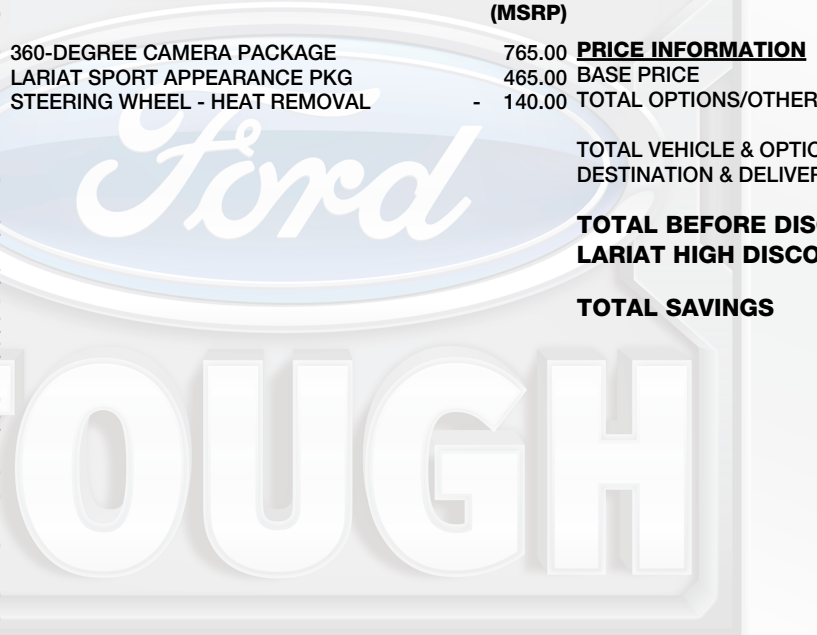 (MSRP)
360-DEGREE CAMERA PACKAGE 765.00
LARIAT SPORT APPEARANCE PKG 465.00
STEERING WHEEL - HEAT REMOVAL - 140.00
PRICE INFORMATION
BASE PRICE
TOTAL OPTIONS/OTHER
TOTAL VEHICLE & OPTIO
DESTINATION & DELIVER
TOTAL BEFORE DIS
LARIAT HIGH DISCO
TOTAL SAVINGS
Ford
TOUGH